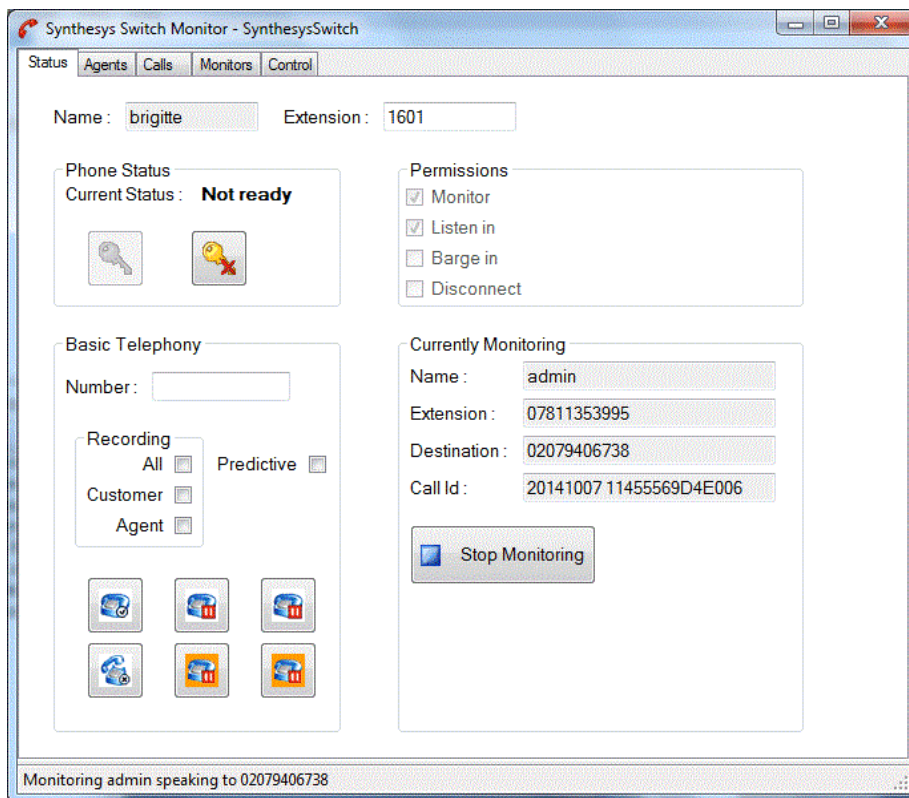 Synthesys Switch Monitor - SynthesysSwitch
Status Agents Calls Monitors Control
Name : brigitte Extension : 1601
Phone Status
Current Status : Not ready
Permissions
Monitor
Listen in
Barge in
Disconnect
Basic Telephony
Number :
Recording
All Predictive
Customer
Agent
Currently Monitoring
Name : admin
Extension : 07811353995
Destination : 02079406738
Call Id : 20141007 11455569D4E006
Stop Monitoring
Monitoring admin speaking to 02079406738